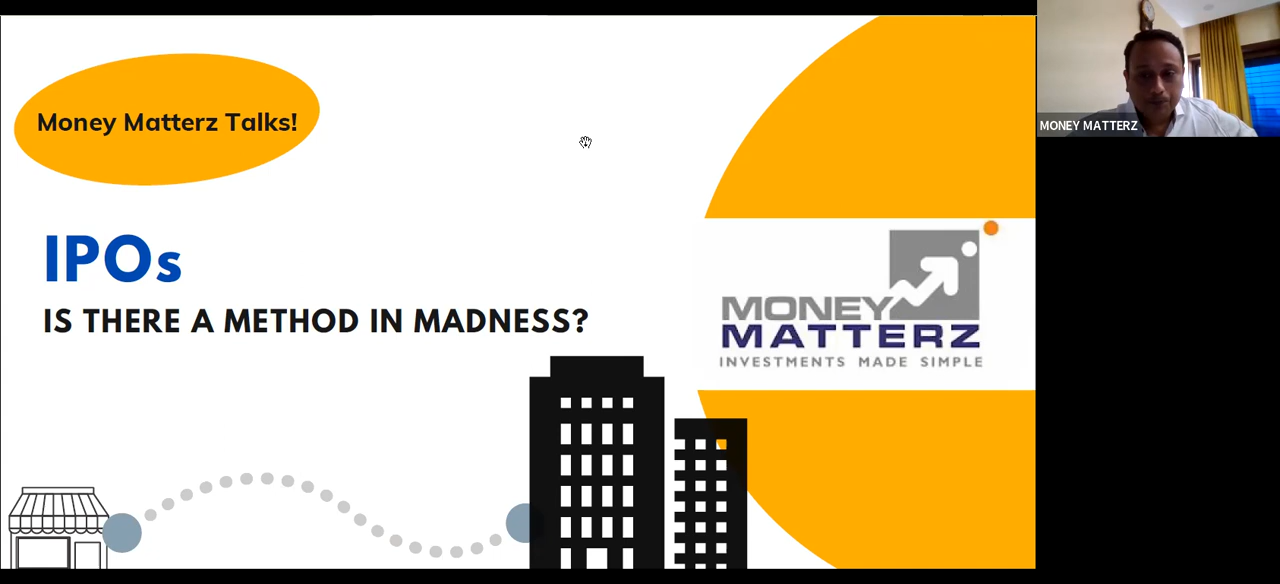 Money Matterz Talks!
IPOs
IS THERE A METHOD IN MADNESS?
MONEY
MATTERZ
INVESTMENTS MADE SIMPLE
MONEY MATTERZ